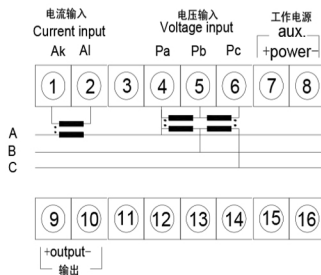 电流输入 电压输入 工作电源
Current input Voltage input aux.
Ak Al Pa Pb Pc +power-
1 2 3 4 5 6 7 8
A
B
C
9 10 11 12 13 14 15 16
+output-
输出